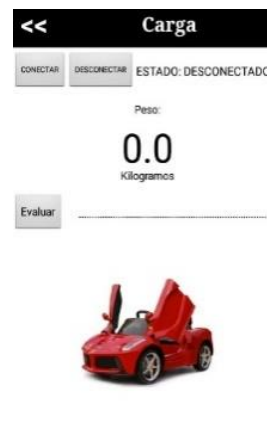 << Carga
CONECTAR DESCONECTAR ESTADO: DESCONECTADO
Peso:
0.0
Kilogramos
Evaluar